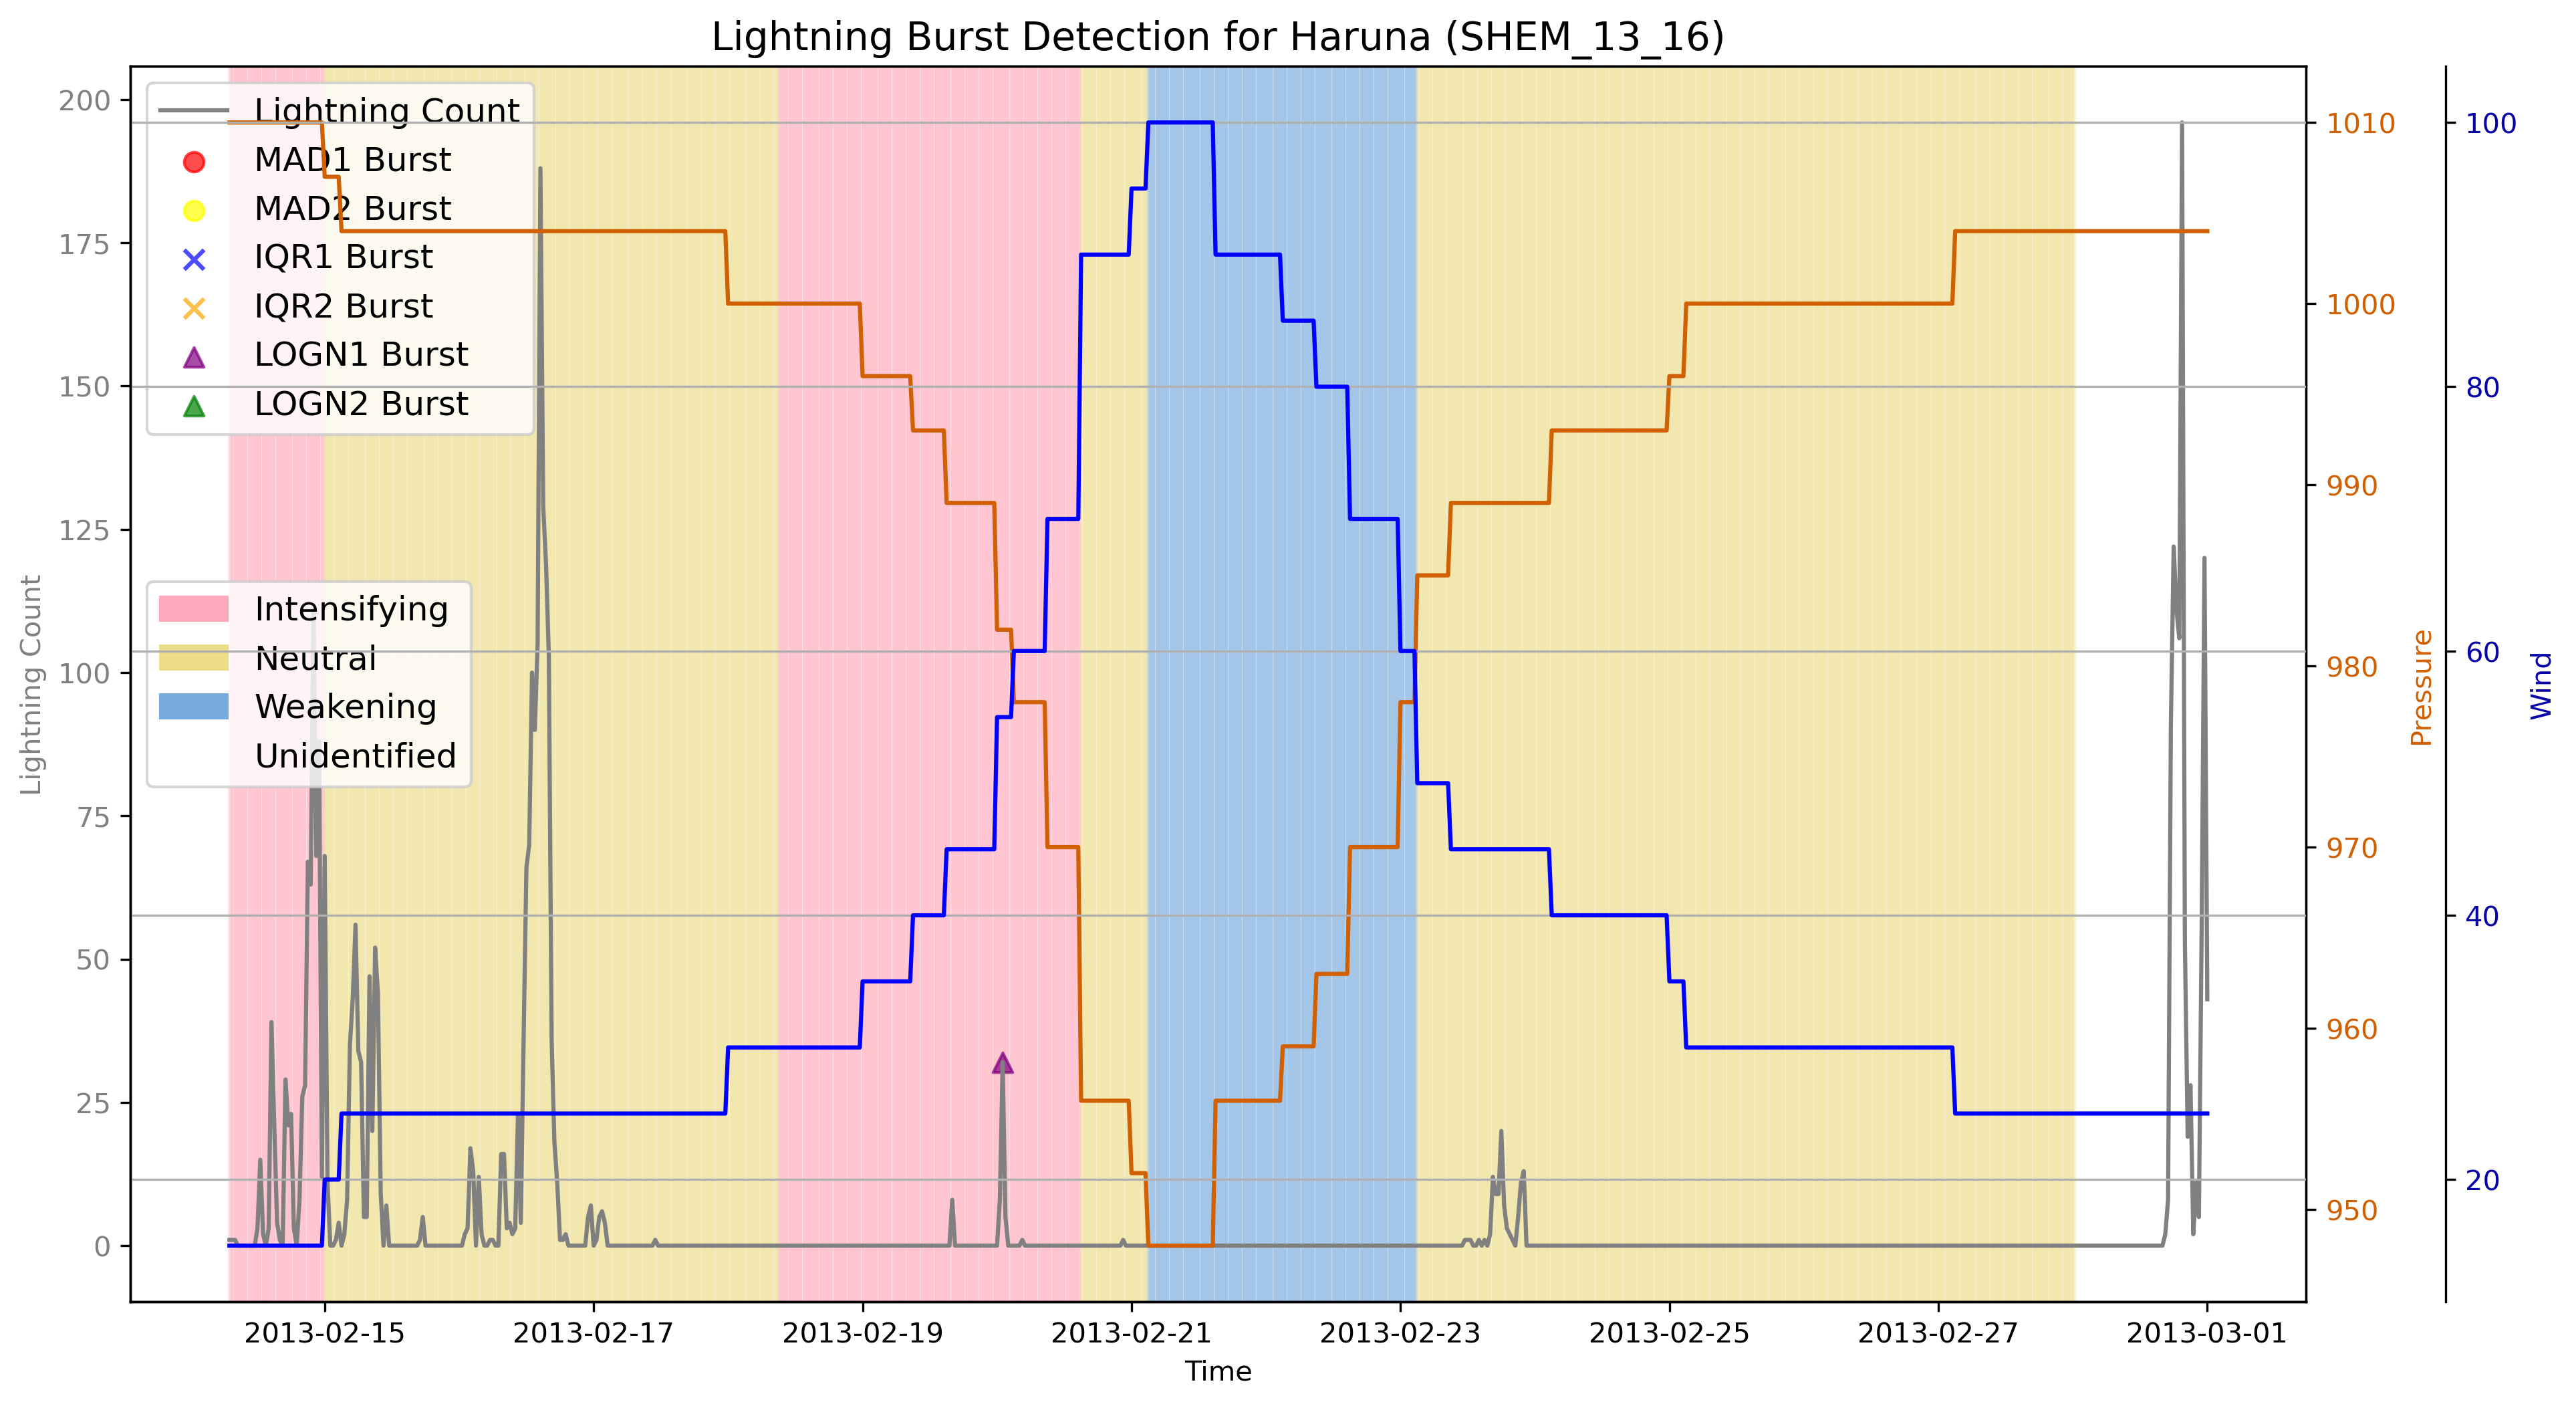 Lightning Burst Detection for Haruna (SHEM_13_16)
Lightning Count
MAD1 Burst
MAD2 Burst
IQR1 Burst
IQR2 Burst
LOGN1 Burst
LOGN2 Burst
Intensifying
Neutral
Weakening
Unidentified
Lightning Count
200
175
150
125
100
75
50
25
0
1010
1000
990
980
970
960
950
Pressure
100
80
60
40
20
Wind
2013-02-15
2013-02-17
2013-02-19
2013-02-21
2013-02-23
2013-02-25
2013-02-27
2013-03-01
Time